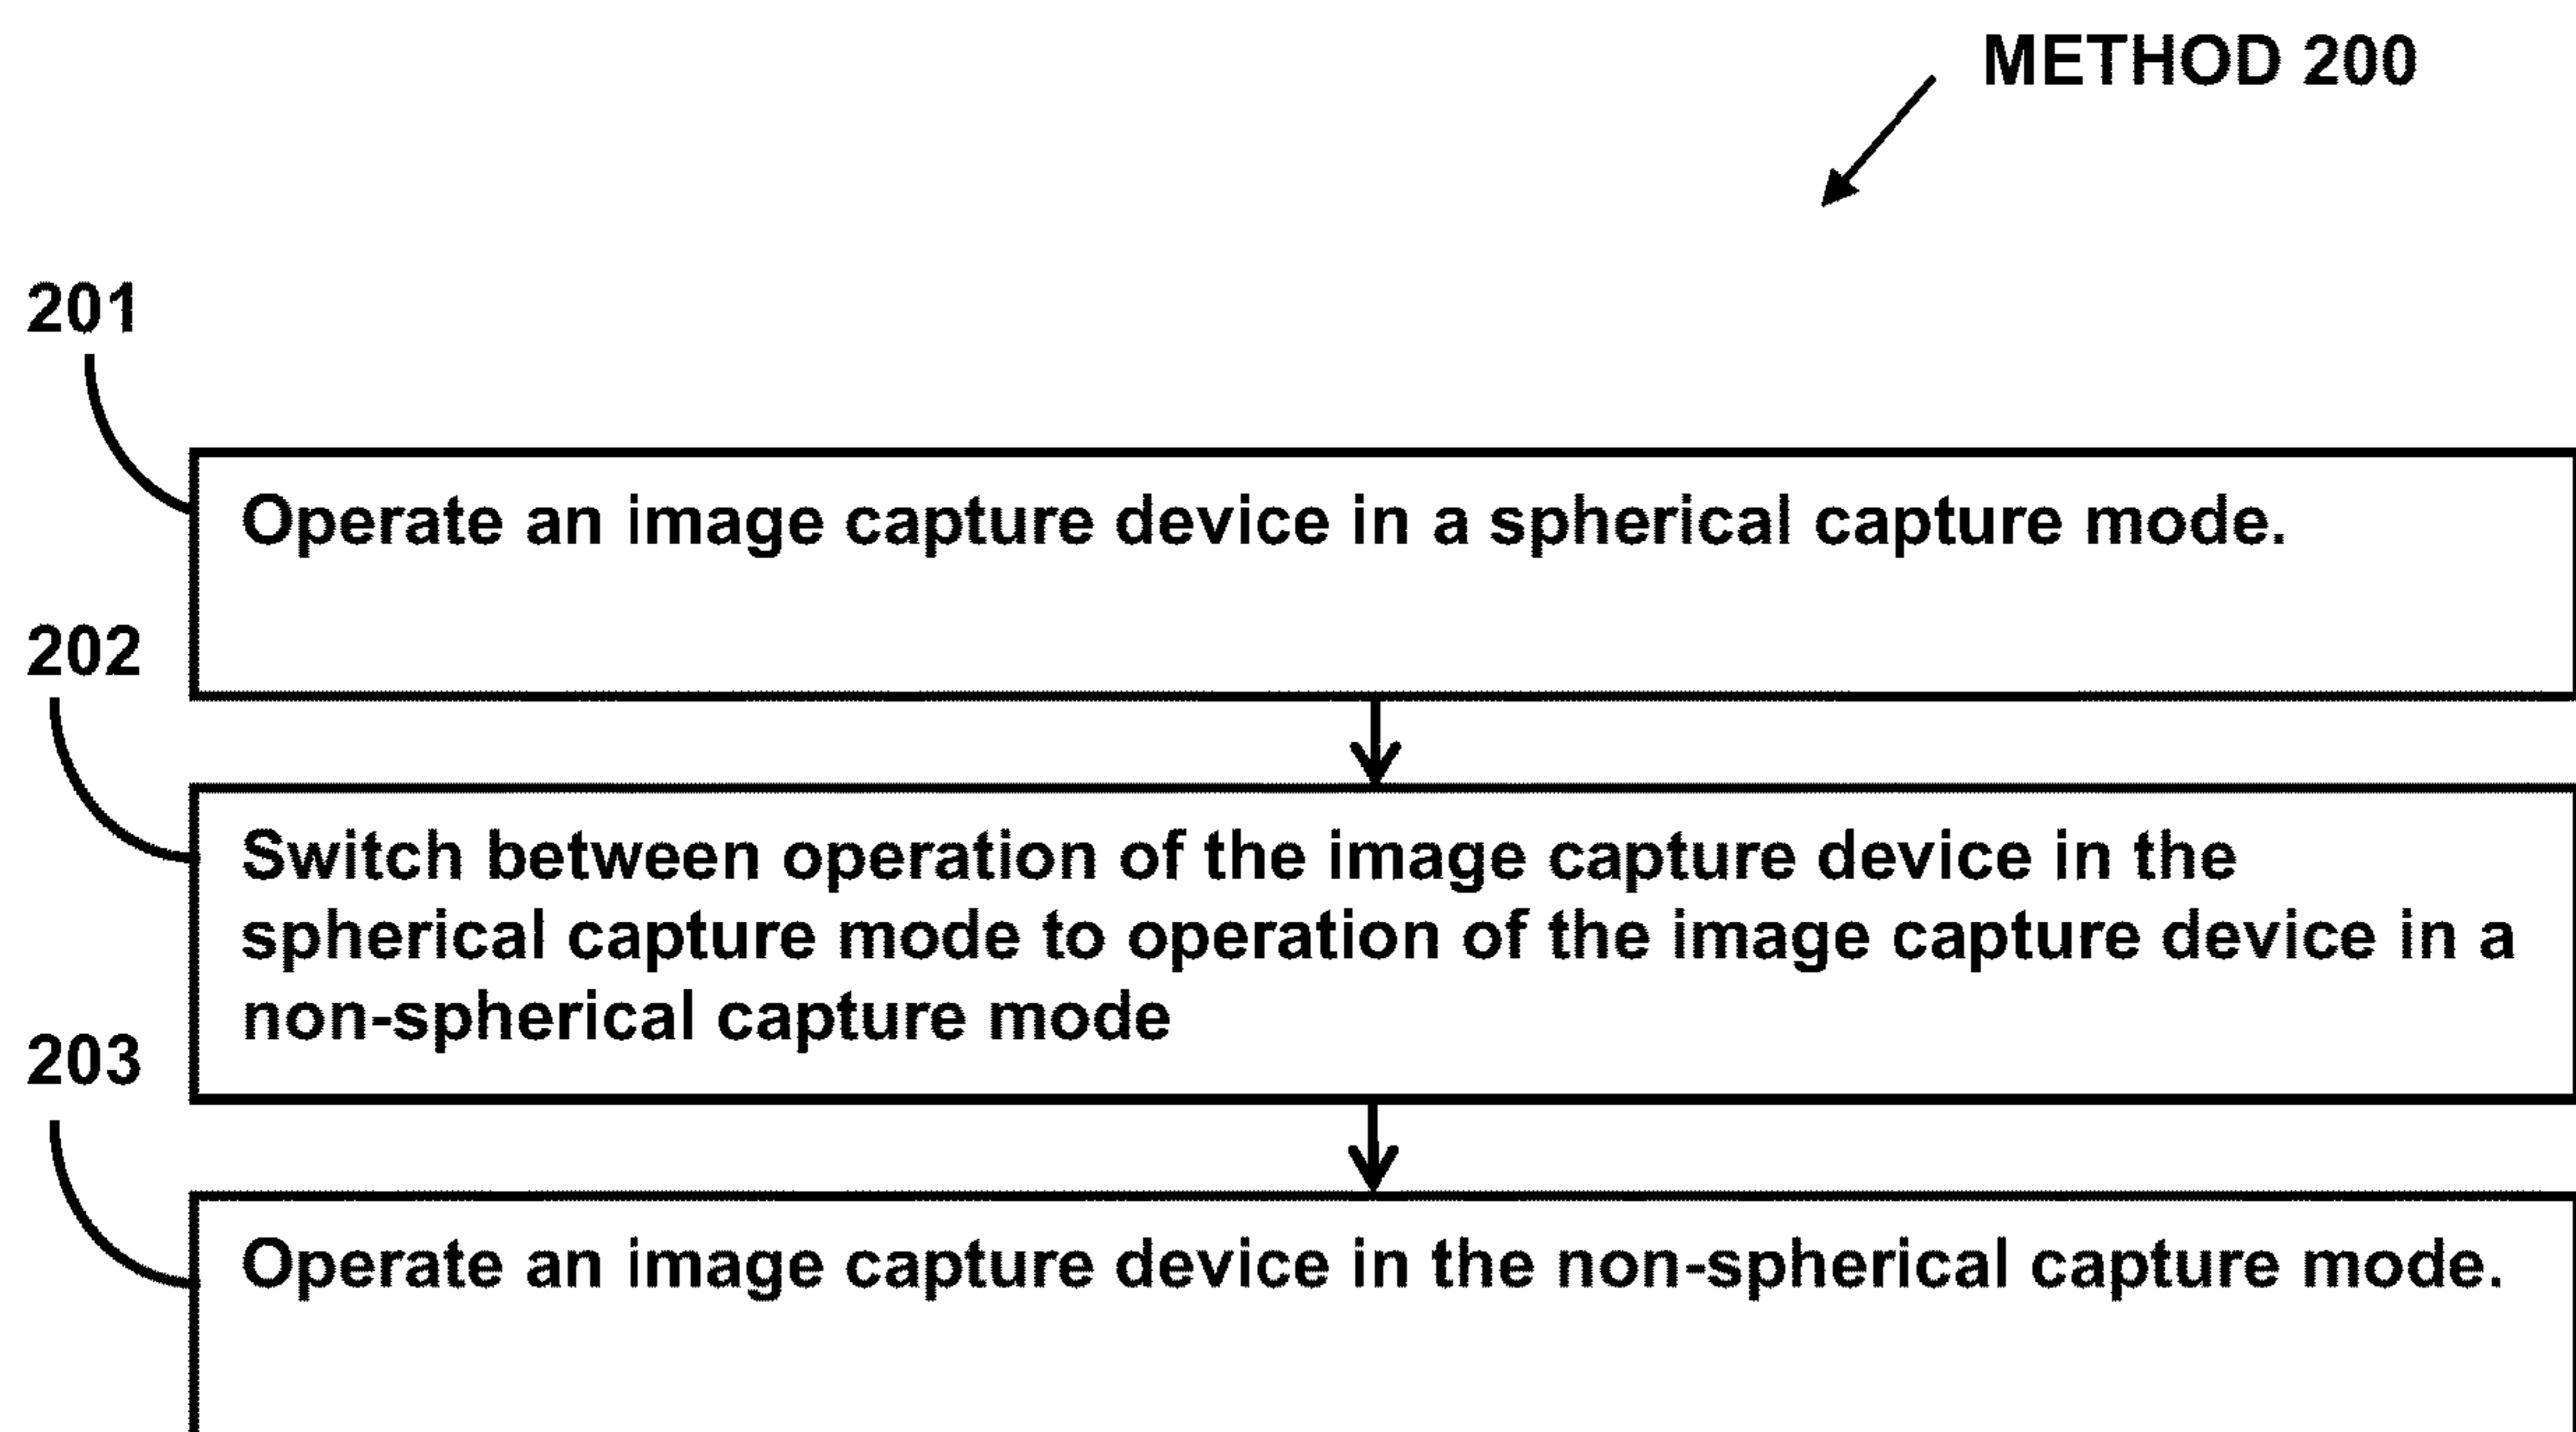 METHOD 200
201
Operate an image capture device in a spherical capture mode.
202
Switch between operation of the image capture device in the
spherical capture mode to operation of the image capture device in a
non-spherical capture mode
203
Operate an image capture device in the non-spherical capture mode.